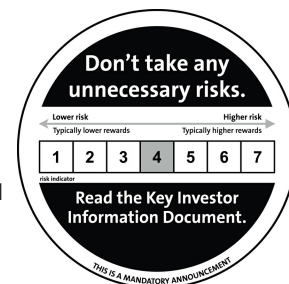 Don't take any
unnecessary risks.
Lower risk Higher risk
Typically lower rewards Typically higher rewards
1 2 3 4 5 6 7
risk indicator
Read the Key Investor
Information Document.
THIS IS A MANDATORY ANNOUNCEMENT